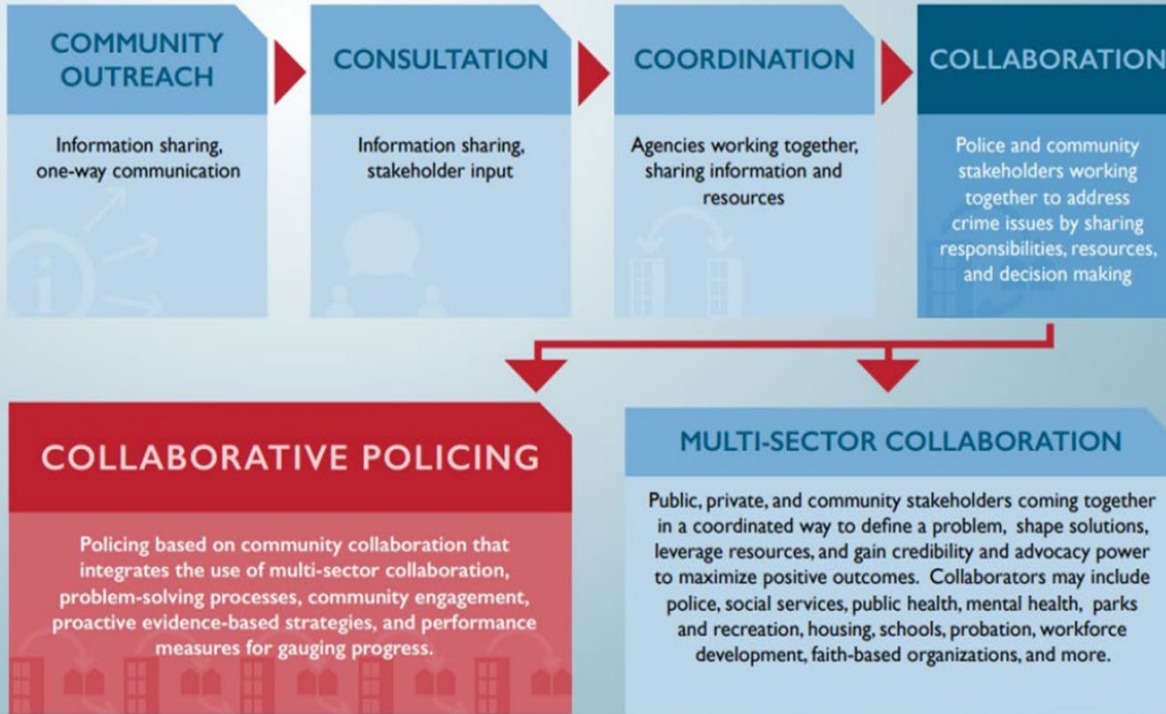 COMMUNITY
OUTREACH
Information sharing,
one-way communication
CONSULTATION
Information sharing,
stakeholder input
COORDINATION
Agencies working together,
sharing information and
resources
COLLABORATION
Police and community
stakeholders working
together to address
crime issues by sharing
responsibilities, resources,
and decision making
COLLABORATIVE POLICING
Policing based on community collaboration that
integrates the use of multi-sector collaboration,
problem-solving processes, community engagement,
proactive evidence-based strategies, and performance
measures for gauging progress.
MULTI-SECTOR COLLABORATION
Public, private, and community stakeholders coming together
in a coordinated way to define a problem, shape solutions,
leverage resources, and gain credibility and advocacy power
to maximize positive outcomes. Collaborators may include
police, social services, public health, mental health, parks
and recreation, housing, schools, probation, workforce
development, faith-based organizations, and more.